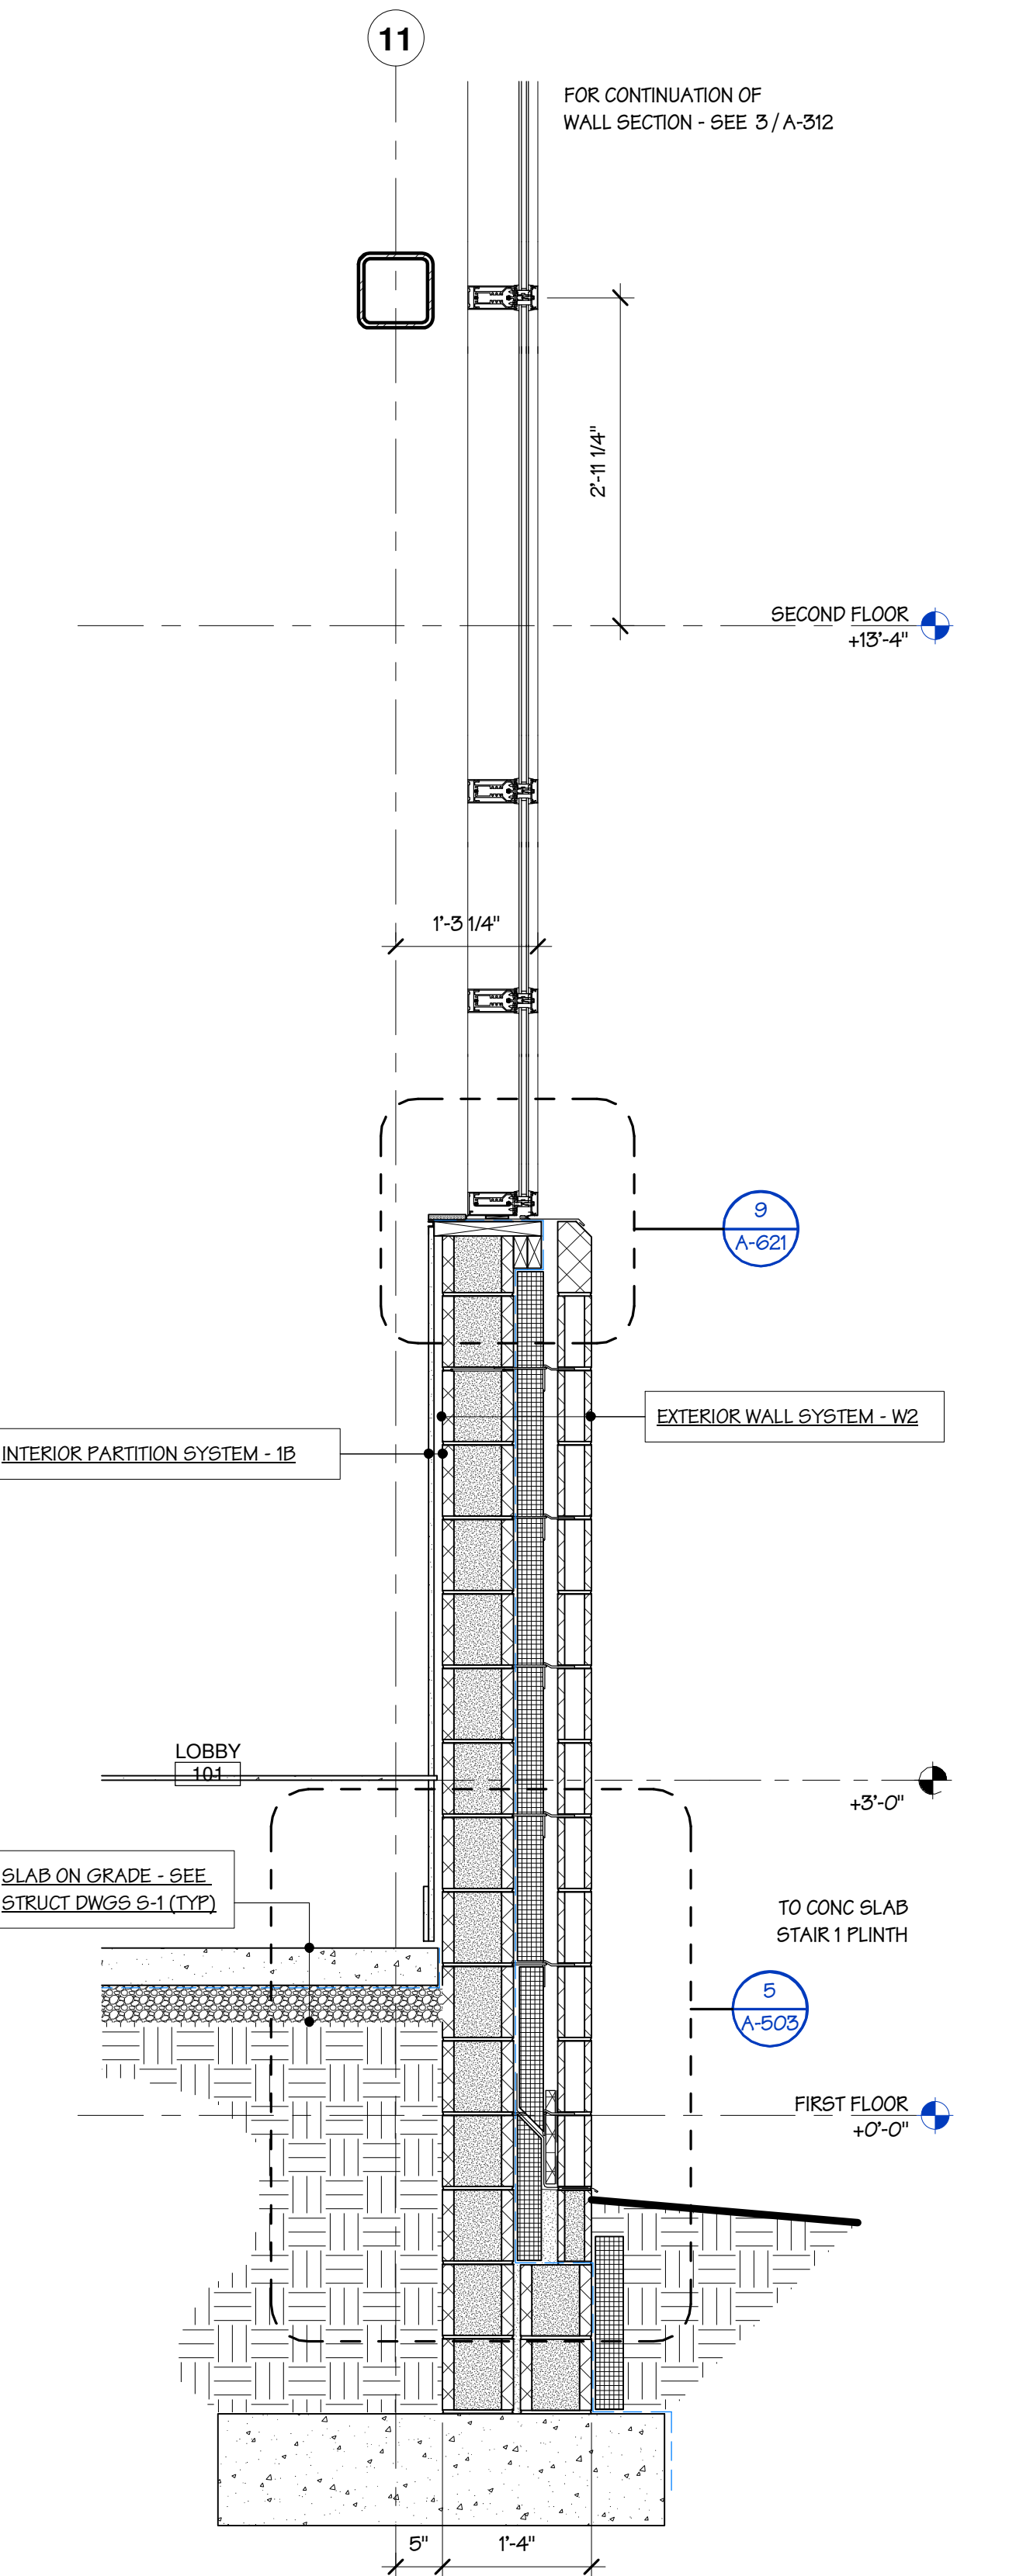 11
FOR CONTINUATION OF
WALL SECTION - SEE 3 / A-312
2'-11 1/4"
SECOND FLOOR
+13'-4"
1'-3 1/4"
9
A-621
EXTERIOR WALL SYSTEM - W2
INTERIOR PARTITION SYSTEM - 1B
LOBBY
101
+3'-0"
SLAB ON GRADE - SEE
STRUCT DWGS S-1 (TYP)
TO CONC SLAB
STAIR 1 PLINTH
5
A-503
FIRST FLOOR
+0'-0"
5"
1'-4"